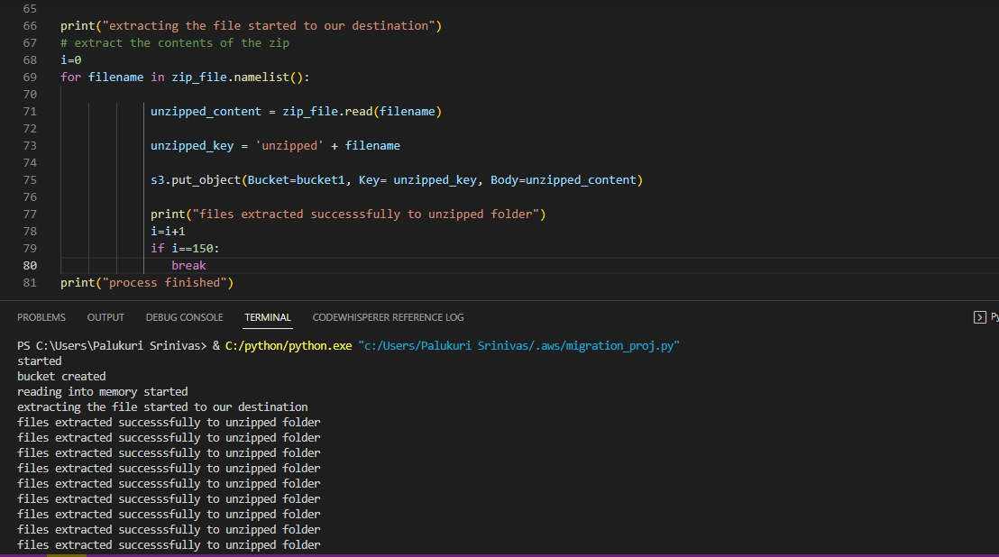 65
66 print("extracting the file started to our destination")
67 # extract the contents of the zip
68 i=0
69 for filename in zip_file.namelist():
70
71 unzipped_content = zip_file.read(filename)
72
73 unzipped_key = 'unzipped' + filename
74
75 s3.put_object(Bucket=bucket1, Key= unzipped_key, Body=unzipped_content)
76
77 print("files extracted successsfully to unzipped folder")
78 i=i+1
79 if i==150:
80 break
81 print("process finished")
PROBLEMS OUTPUT DEBUG CONSOLE TERMINAL CODEWHISPERER REFERENCE LOG Py
PS C:\Users\Palukuri Srinivas> & C:/python/python.exe "c:/Users/Palukuri Srinivas/.aws/migration_proj.py"
started
bucket created
reading into memory started
extracting the file started to our destination
files extracted successsfully to unzipped folder
files extracted successsfully to unzipped folder
files extracted successsfully to unzipped folder
files extracted successsfully to unzipped folder
files extracted successsfully to unzipped folder
files extracted successsfully to unzipped folder
files extracted successsfully to unzipped folder
files extracted successsfully to unzipped folder
files extracted successsfully to unzipped folder